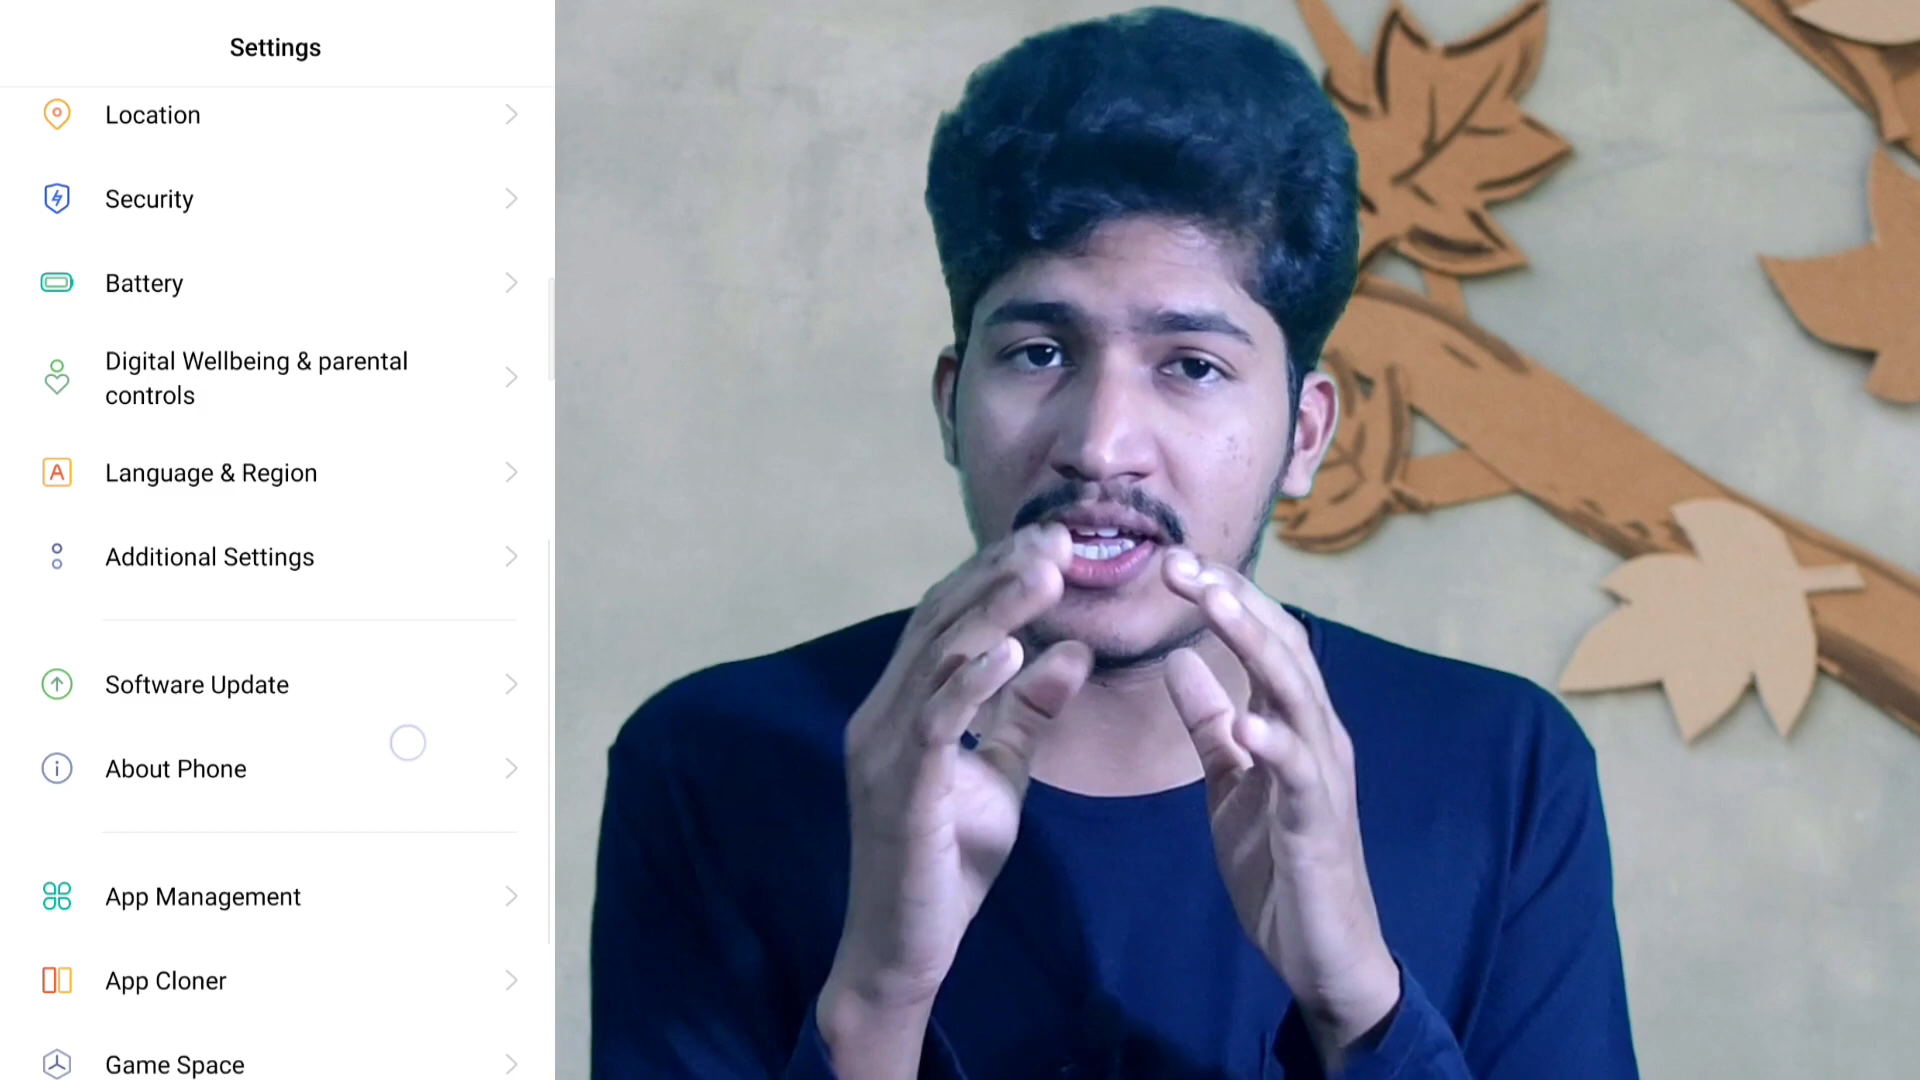 Settings
Location
Security
Battery
Digital Wellbeing & parental
controls
Language & Region
Additional Settings
Software Update
About Phone
App Management
App Cloner
Game Space